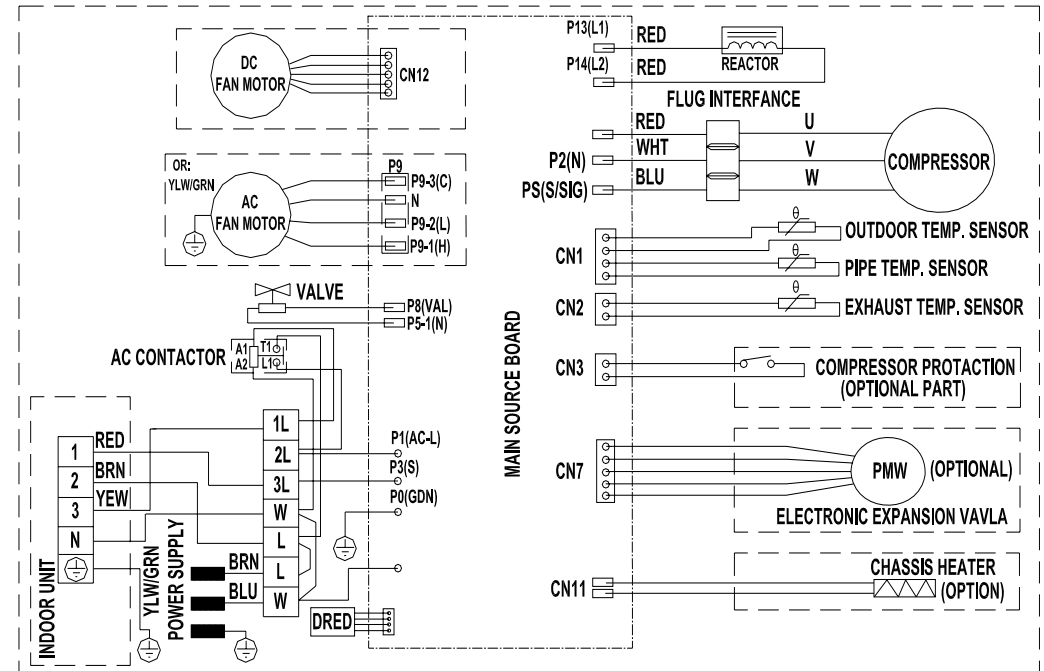 P13(L1)
RED
P14(L2)
RED
REACTOR
DC
FAN MOTOR
CN12
FLUG INTERFANCE
RED
U
WHT
V
P2(N)
COMPRESSOR
BLU
W
PS(S/SIG)
OR:
YLW/GRN
AC
FAN MOTOR
P9
P9-3(C)
N
P9-2(L)
P9-1(H)
θ
OUTDOOR TEMP. SENSOR
CN1
θ
PIPE TEMP. SENSOR
VALVE
P8(VAL)
P5-1(N)
CN2
θ
EXHAUST TEMP. SENSOR
AC CONTACTOR
A1
T1
A2
L1
MAIN SOURCE BOARD
CN3
COMPRESSOR PROTACTION
(OPTIONAL PART)
1
RED
2
BRN
3
YEW
N
INDOOR UNIT
YLW/GRN
POWER SUPPLY
1L
2L
3L
W
L
L
W
BRN
BLU
P1(AC-L)
P3(S)
P0(GDN)
DRED
CN7
PMW
(OPTIONAL)
ELECTRONIC EXPANSION VAVLA
CN11
CHASSIS HEATER
(OPTION)